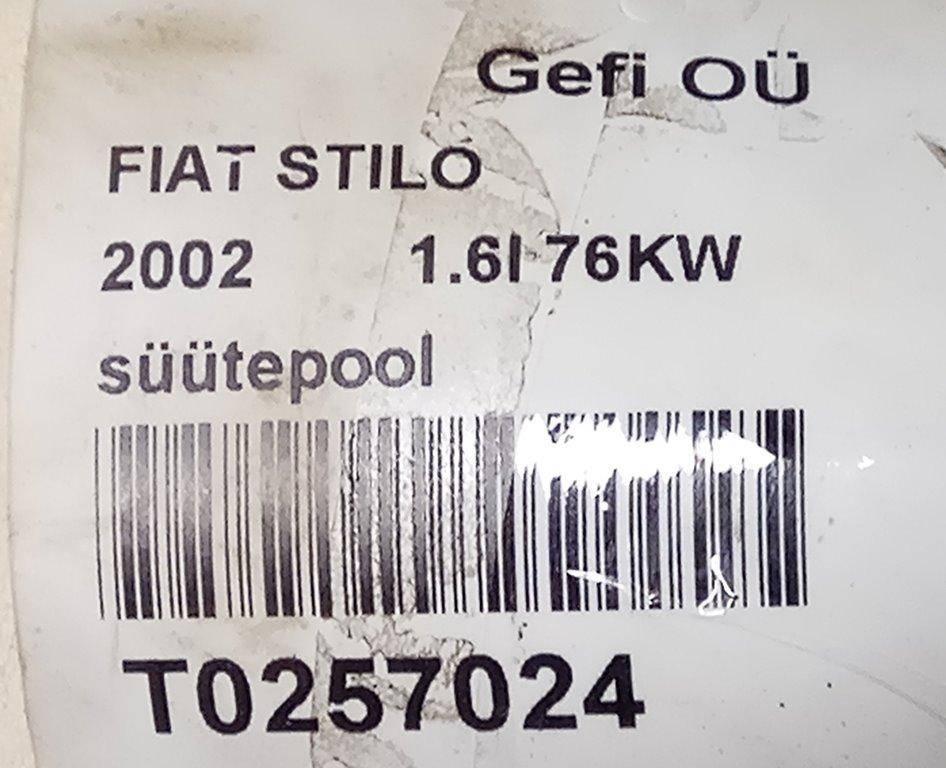 Gefi OÜ
FIAT STILO
2002 1.6l 76KW
süütepool
T0257024